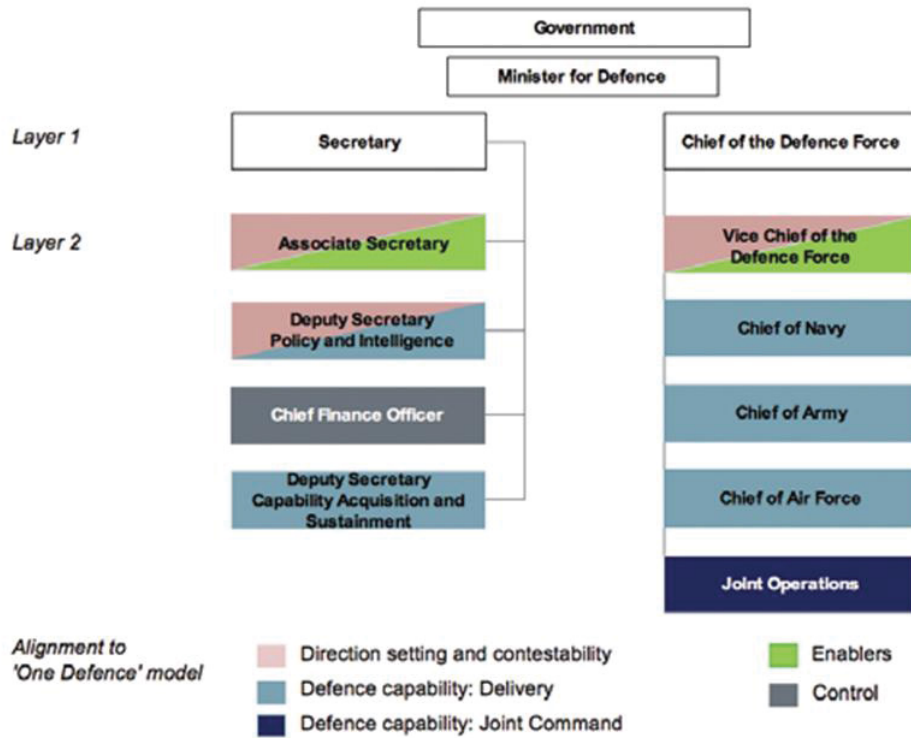 Government
Minister for Defence
Layer 1
Secretary
Chief of the Defence Force
Layer 2
Associate Secretary
Vice Chief of the
Defence Force
Deputy Secretary
Policy and Intelligence
Chief of Navy
Chief Finance Officer
Chief of Army
Deputy Secretary
Capability Acquisition and
Sustainment
Chief of Air Force
Joint Operations
Alignment to
'One Defence' model
Direction setting and contestability
Defence capability: Delivery
Defence capability: Joint Command
Enablers
Control